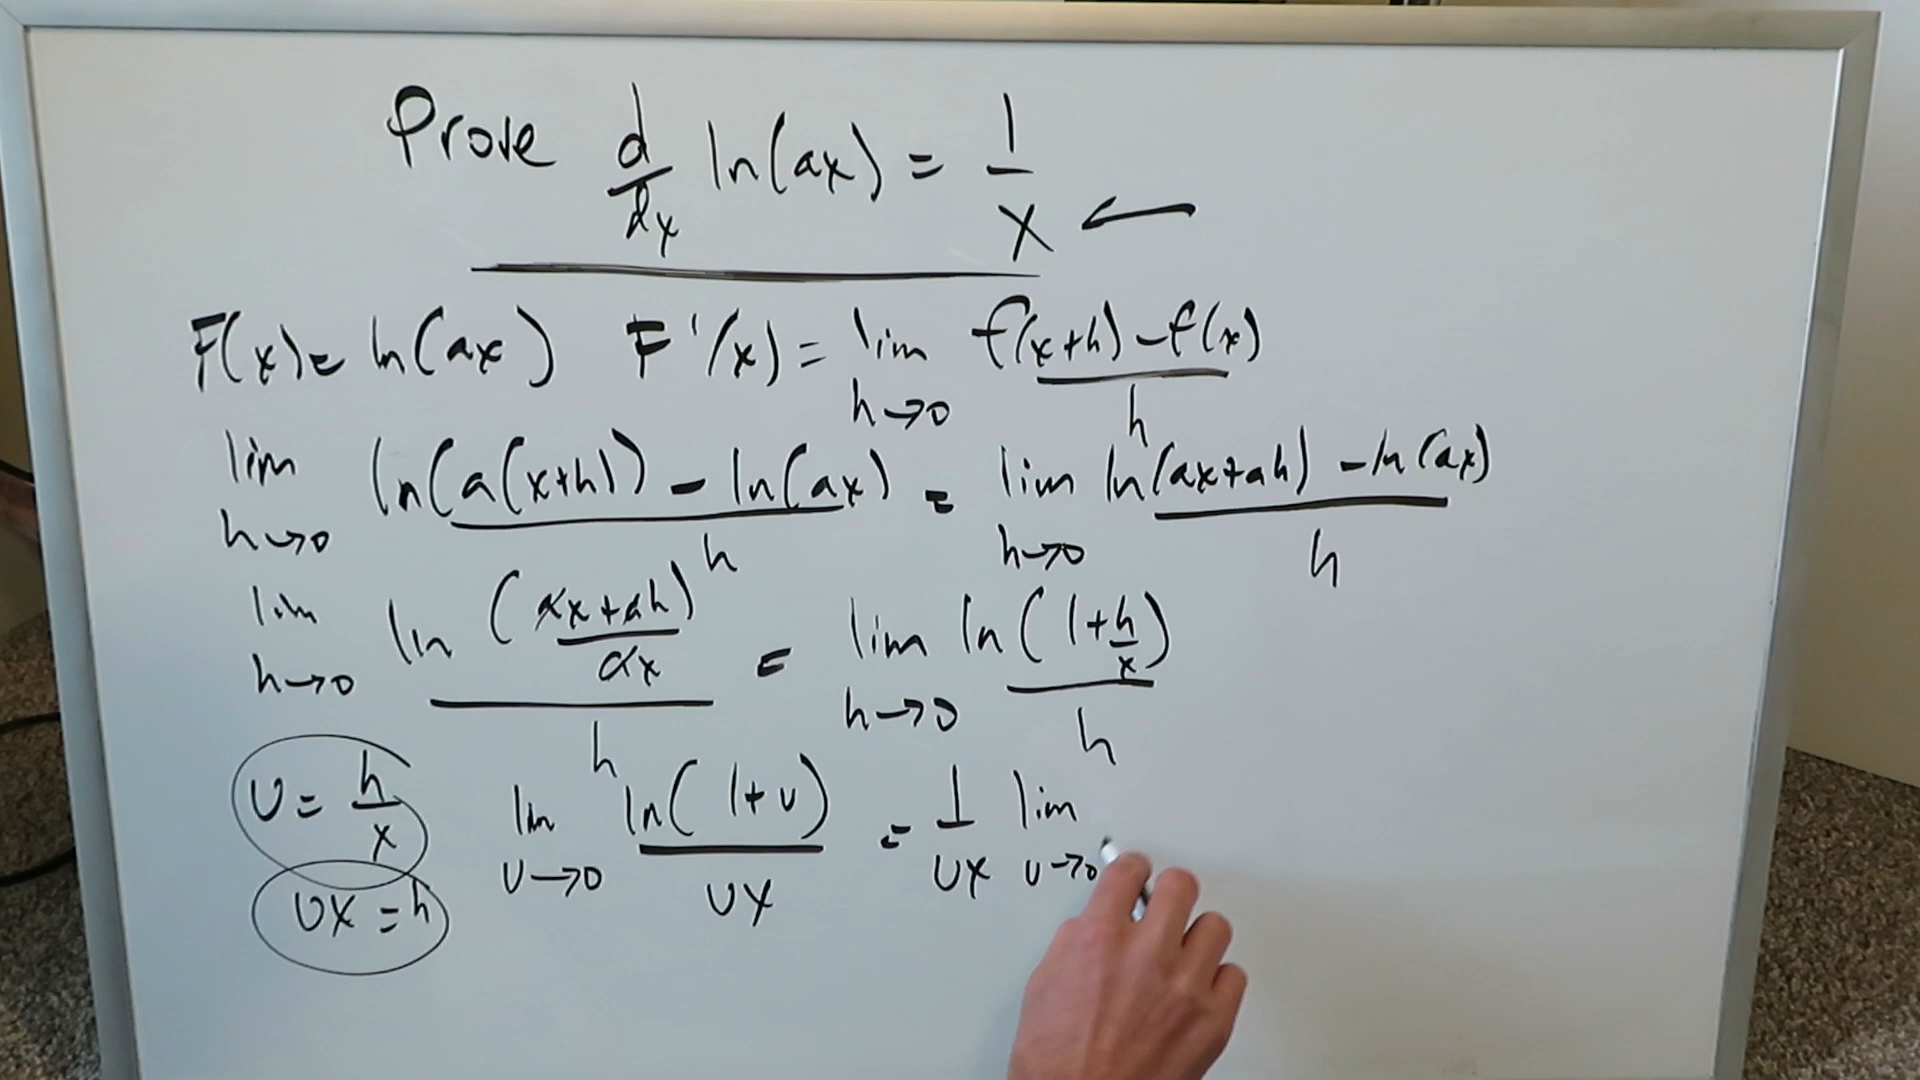 Prove d/dx ln(ax) = 1/x ←
F(x) = ln(ax) F'(x) = lim h→0 f(x+h)-f(x)/h
lim h→0 ln(a(x+h)) - ln(ax)/h = lim h→0 ln(ax+ah) - ln(ax)/h
lim h→0 ln(ax+ah/ax)/h = lim h→0 ln(1+h/x)/h
U = h/x lim U→0 ln(1+u)/UX = 1/UX lim u→0
UX = h